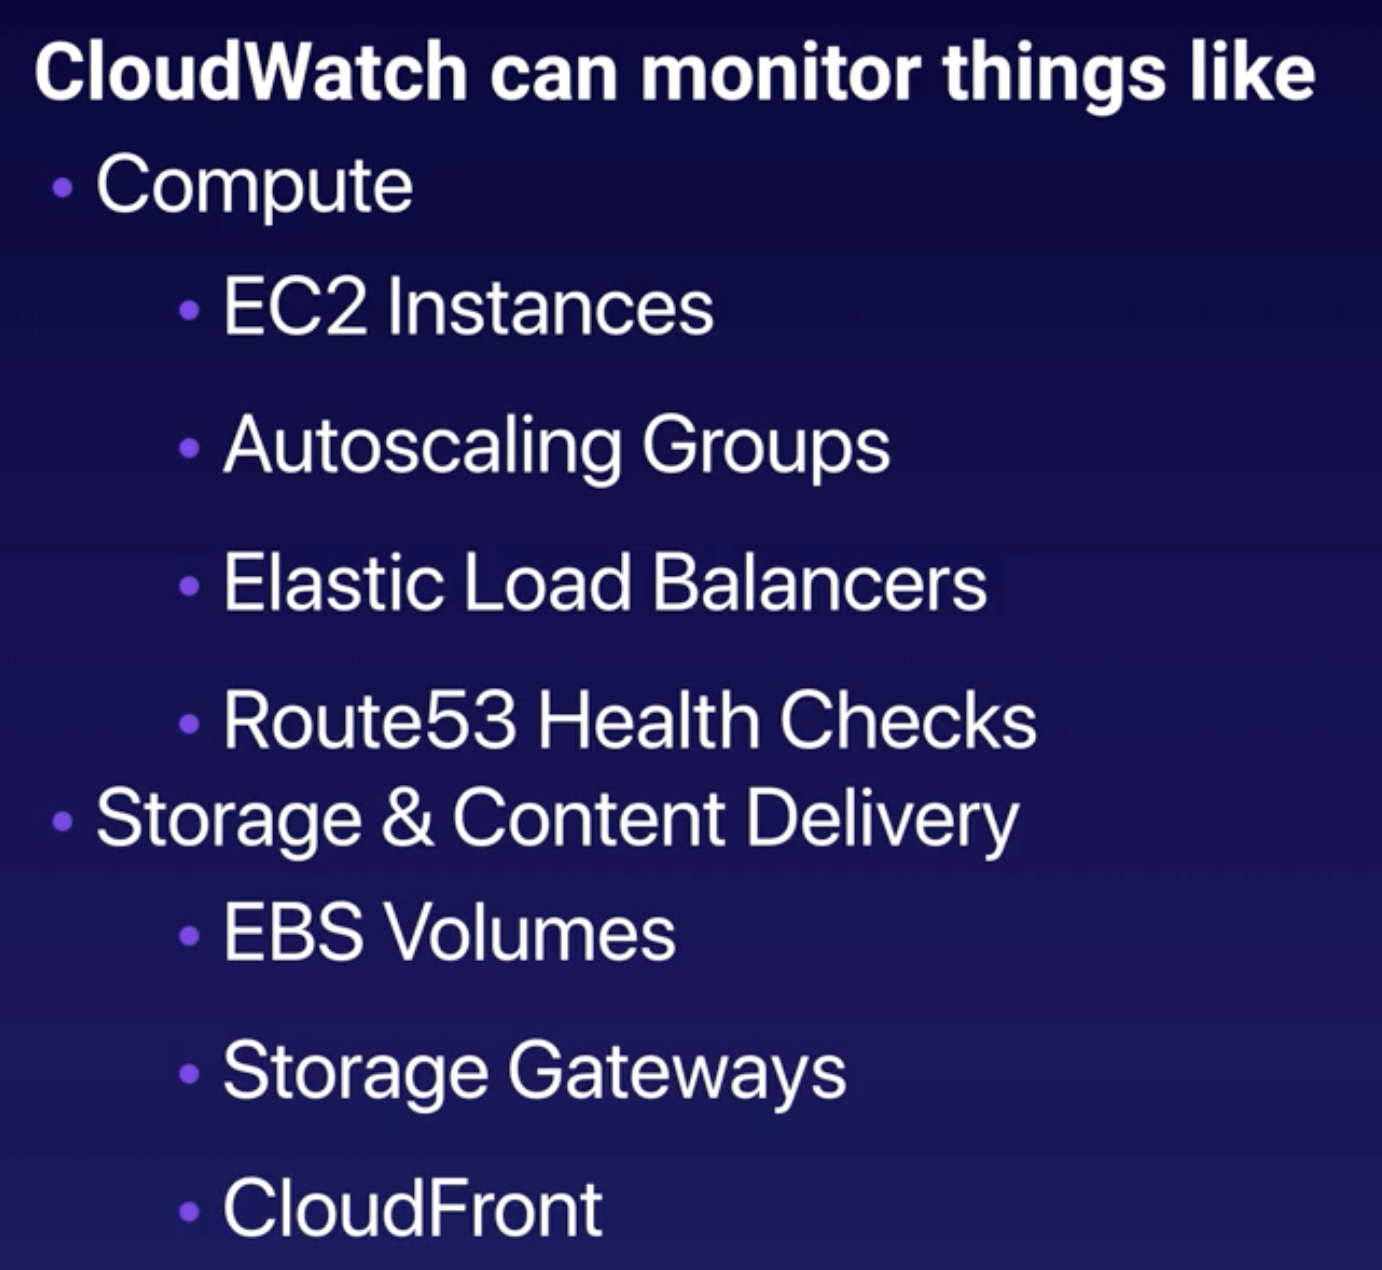 CloudWatch can monitor things like
• Compute
• EC2 Instances
• Autoscaling Groups
• Elastic Load Balancers
• Route53 Health Checks
• Storage & Content Delivery
• EBS Volumes
• Storage Gateways
• CloudFront